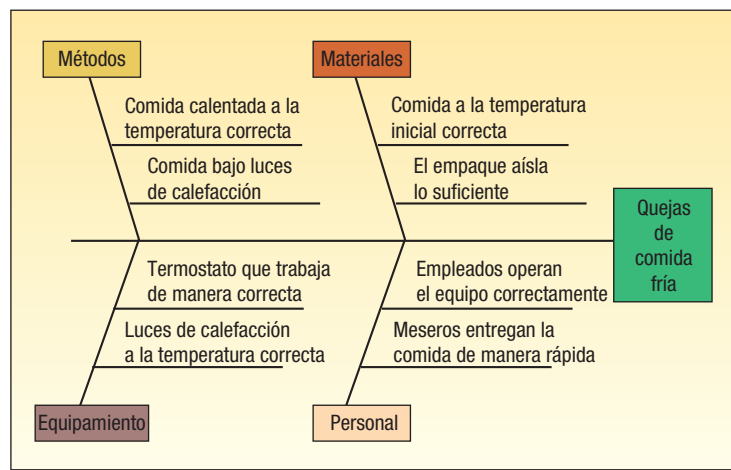 Métodos
Materiales
Comida calentada a la
temperatura correcta
Comida a la temperatura
inicial correcta
Comida bajo luces
de calefacción
El empaque aísla
lo suficiente
Quejas
de
comida
fría
Termostato que trabaja
de manera correcta
Empleados operan
el equipo correctamente
Luces de calefacción
a la temperatura correcta
Meseros entregan la
comida de manera rápida
Equipamiento
Personal